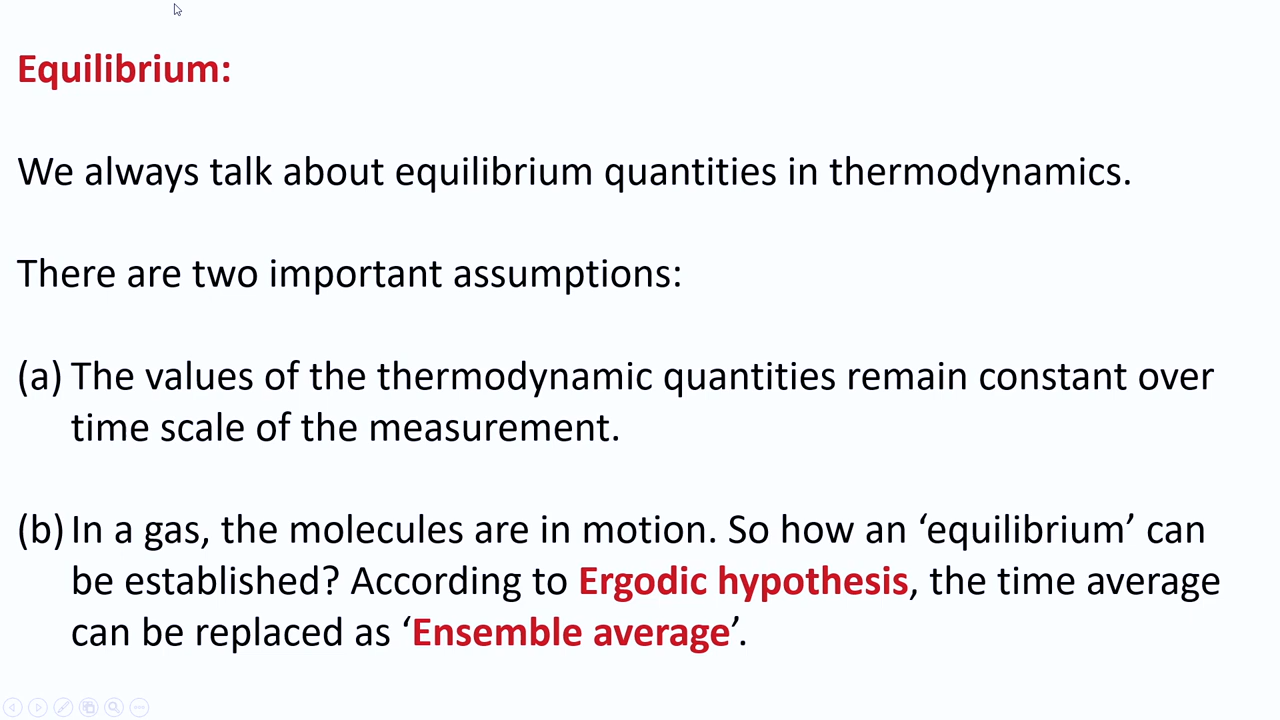 Equilibrium:
We always talk about equilibrium quantities in thermodynamics.
There are two important assumptions:
(a) The values of the thermodynamic quantities remain constant over
time scale of the measurement.
(b) In a gas, the molecules are in motion. So how an ‘equilibrium’ can
be established? According to Ergodic hypothesis, the time average
can be replaced as ‘Ensemble average’.